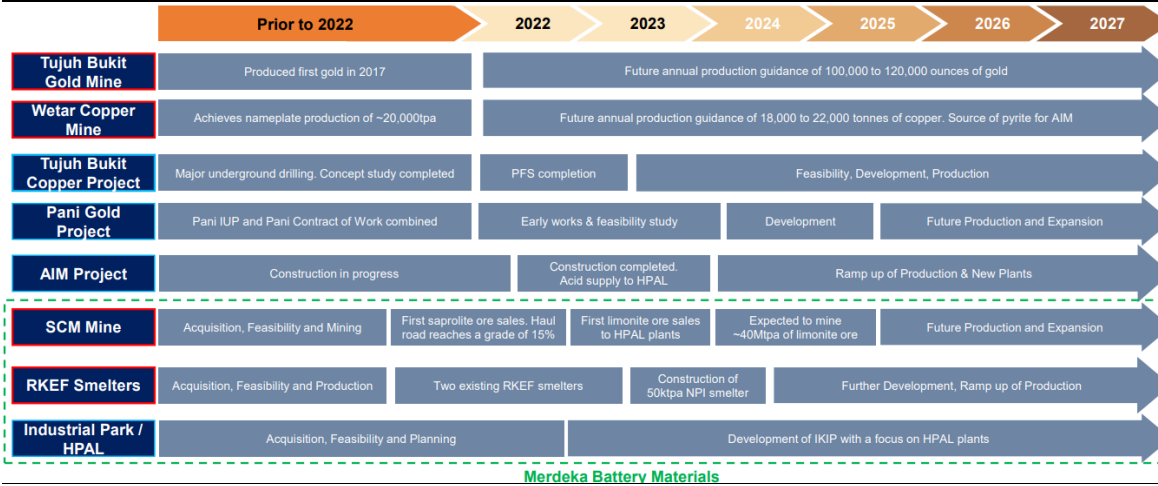 Prior to 2022
2022
2023
2024
2025
2026
2027
Tujuh Bukit
Gold Mine
Produced first gold in 2017
Future annual production guidance of 100,000 to 120,000 ounces of gold
Wetar Copper
Mine
Achieves nameplate production of ~20,000tpa
Future annual production guidance of 18,000 to 22,000 tonnes of copper. Source of pyrite for AIM
Tujuh Bukit
Copper Project
Major underground drilling. Concept study completed
PFS completion
Feasibility, Development, Production
Pani Gold
Project
Pani IUP and Pani Contract of Work combined
Early works & feasibility study
Development
Future Production and Expansion
AIM Project
Construction in progress
Construction completed.
Acid supply to HPAL
Ramp up of Production & New Plants
SCM Mine
Acquisition, Feasibility and Mining
First saprolite ore sales. Haul
road reaches a grade of 15%
First limonite ore sales
to HPAL plants
Expected to mine
~40Mtpa of limonite ore
Future Production and Expansion
RKEF Smelters
Acquisition, Feasibility and Production
Two existing RKEF smelters
Construction of
50ktpa NPI smelter
Further Development, Ramp up of Production
Industrial Park /
HPAL
Acquisition, Feasibility and Planning
Development of IKIP with a focus on HPAL plants
Merdeka Battery Materials